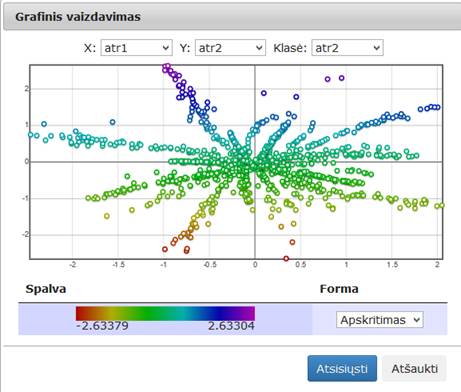 Grafinis vaizdavimas
X: atr1 Y: atr2 Klasė: atr2
2
1
0
-1
-2
-2 -1.5 -1 -0.5 0 0.5 1 1.5 2
Spalva Forma
-2.63379 2.63304 Apskritimas
Atsisiųsti Atšaukti